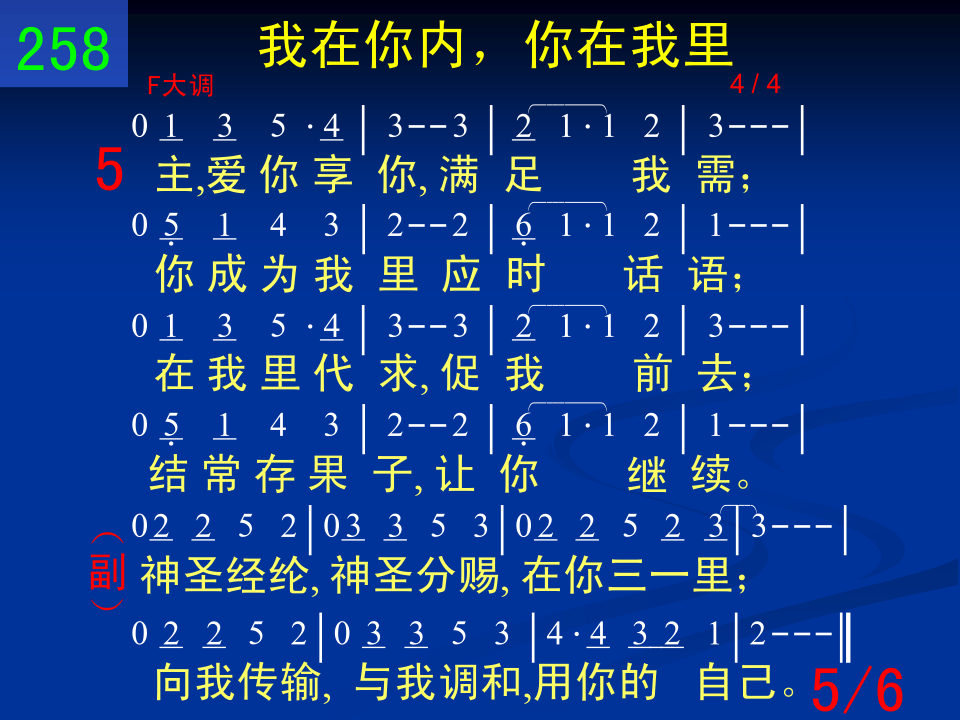 258
我在你内，你在我里
F大调 4/4
0 1 3 5 · 4 | 3 - - 3 | 2 1 · 1 2 | 3 - - - |
5
主,爱 你 享 你, 满 足 我 需；
0 5 1 4 3 | 2 - - 2 | 6 1 · 1 2 | 1 - - - |
你 成 为 我 里 应 时 话 语；
0 1 3 5 · 4 | 3 - - 3 | 2 1 · 1 2 | 3 - - - |
在 我 里 代 求, 促 我 前 去；
0 5 1 4 3 | 2 - - 2 | 6 1 · 1 2 | 1 - - - |
结 常 存 果 子, 让 你 继 续。
0 2 2 5 2 | 0 3 3 5 3 | 0 2 2 5 2 3 | 3 - - - |
（副）
神圣经纶, 神圣分赐, 在你三一里；
0 2 2 5 2 | 0 3 3 5 3 | 4 · 4 3 2 1 | 2 - - - ‖
向我传输, 与我调和,用你的 自己。
5/6